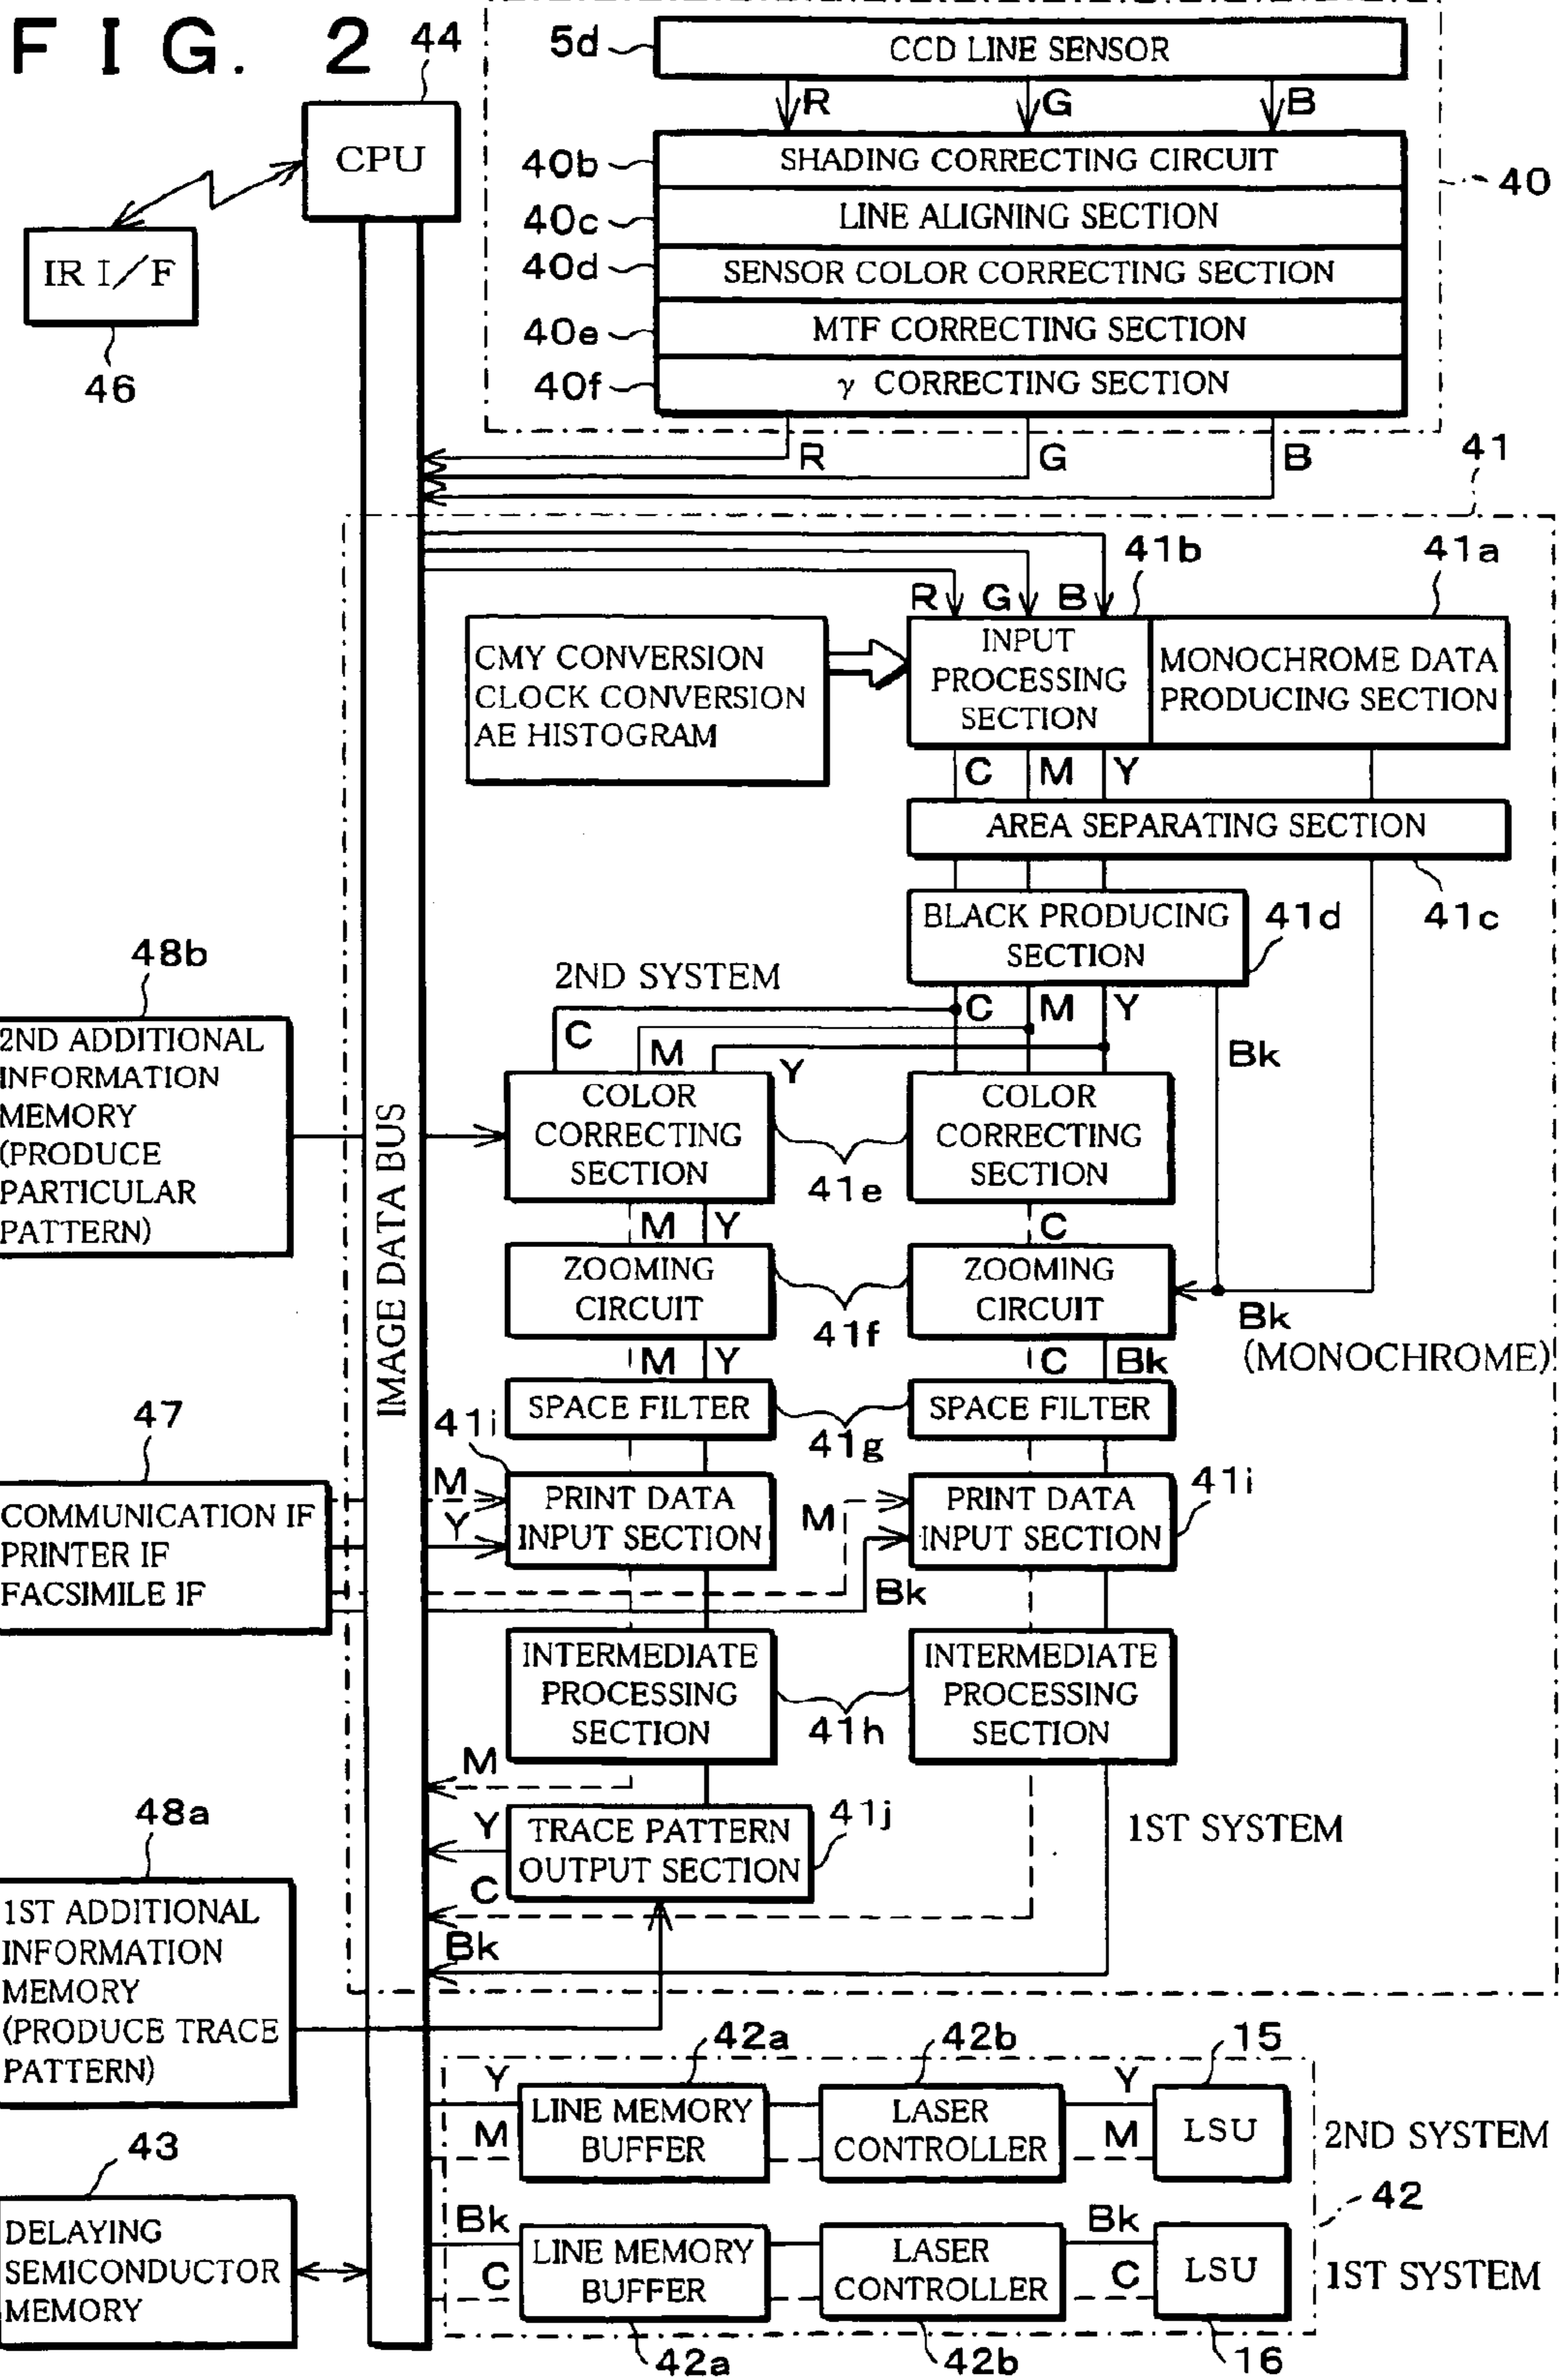 FIG. 2
44
CPU
IR I/F
46
5d
CCD LINE SENSOR
R
G
B
40b
SHADING CORRECTING CIRCUIT
40
40c
LINE ALIGNING SECTION
40d
SENSOR COLOR CORRECTING SECTION
40e
MTF CORRECTING SECTION
40f
γ CORRECTING SECTION
R
G
B
41
41b
41a
R
G
B
CMY CONVERSION
CLOCK CONVERSION
AE HISTOGRAM
INPUT
PROCESSING
SECTION
MONOCHROME DATA
PRODUCING SECTION
C
M
Y
AREA SEPARATING SECTION
41c
BLACK PRODUCING
SECTION
41d
2ND SYSTEM
C
M
Y
C
M
Y
Bk
48b
2ND ADDITIONAL
INFORMATION
MEMORY
(PRODUCE
PARTICULAR
PATTERN)
IMAGE DATA BUS
COLOR
CORRECTING
SECTION
41e
COLOR
CORRECTING
SECTION
M
Y
C
ZOOMING
CIRCUIT
41f
ZOOMING
CIRCUIT
Bk
(MONOCHROME)
M
Y
C
Bk
SPACE FILTER
41g
SPACE FILTER
47
COMMUNICATION IF
PRINTER IF
FACSIMILE IF
41i
M
Y
PRINT DATA
INPUT SECTION
M
Bk
PRINT DATA
INPUT SECTION
41i
INTERMEDIATE
PROCESSING
SECTION
41h
INTERMEDIATE
PROCESSING
SECTION
M
Y
TRACE PATTERN
OUTPUT SECTION
41j
1ST SYSTEM
C
Bk
48a
1ST ADDITIONAL
INFORMATION
MEMORY
(PRODUCE TRACE
PATTERN)
43
DELAYING
SEMICONDUCTOR
MEMORY
42a
42b
15
Y
M
LINE MEMORY
BUFFER
LASER
CONTROLLER
Y
M
LSU
2ND SYSTEM
42
Bk
C
LINE MEMORY
BUFFER
LASER
CONTROLLER
Bk
C
LSU
1ST SYSTEM
42a
42b
16